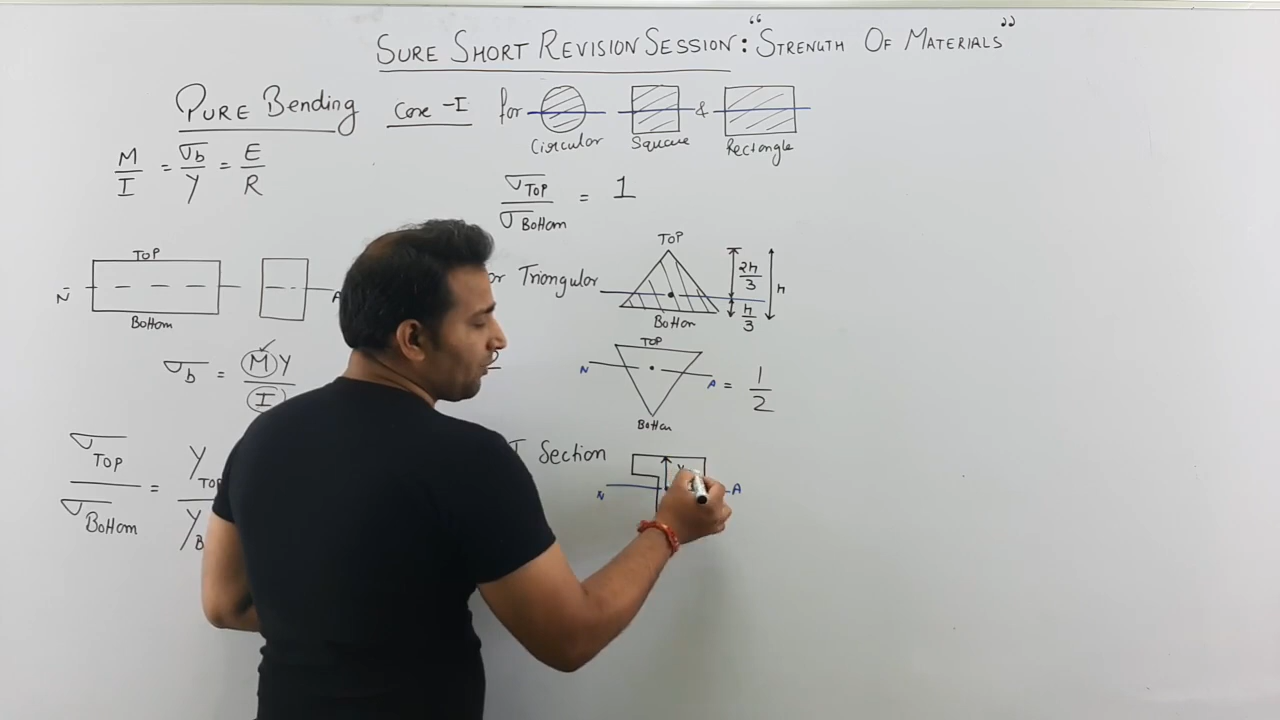 SURE SHORT REVISION SESSION: "STRENGTH OF MATERIALS"
PURE Bending Case -I for & 
Circular Square Rectangle
M/I = σb/Y = E/R
σTOP/σBottom = 1
TOP
N A
Bottom
or Triangular
TOP
2h/3
h
h/3
Bottom
σb = MY/I
TOP
N A = 1/2
Bottom
σTOP/σBottom = YTOP/YB
Section
N A